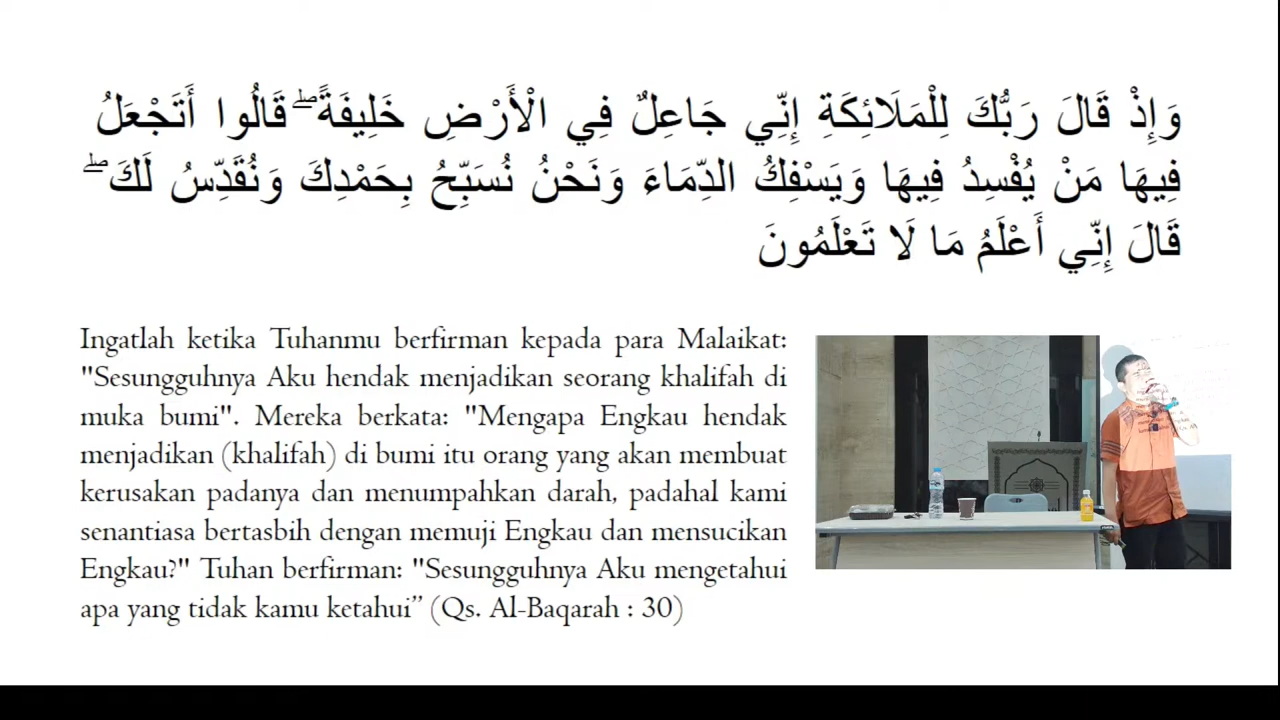 وَإِذْ قَالَ رَبُّكَ لِلْمَلَائِكَةِ إِنِّي جَاعِلٌ فِي الْأَرْضِ خَلِيفَةً ۖ قَالُوا أَتَجْعَلُ
فِيهَا مَنْ يُفْسِدُ فِيهَا وَيَسْفِكُ الدِّمَاءَ وَنَحْنُ نُسَبِّحُ بِحَمْدِكَ وَنُقَدِّسُ لَكَ ۖ
قَالَ إِنِّي أَعْلَمُ مَا لَا تَعْلَمُونَ
Ingatlah ketika Tuhanmu berfirman kepada para Malaikat:
"Sesungguhnya Aku hendak menjadikan seorang khalifah di
muka bumi". Mereka berkata: "Mengapa Engkau hendak
menjadikan (khalifah) di bumi itu orang yang akan membuat
kerusakan padanya dan menumpahkan darah, padahal kami
senantiasa bertasbih dengan memuji Engkau dan mensucikan
Engkau?" Tuhan berfirman: "Sesungguhnya Aku mengetahui
apa yang tidak kamu ketahui” (Qs. Al-Baqarah : 30)